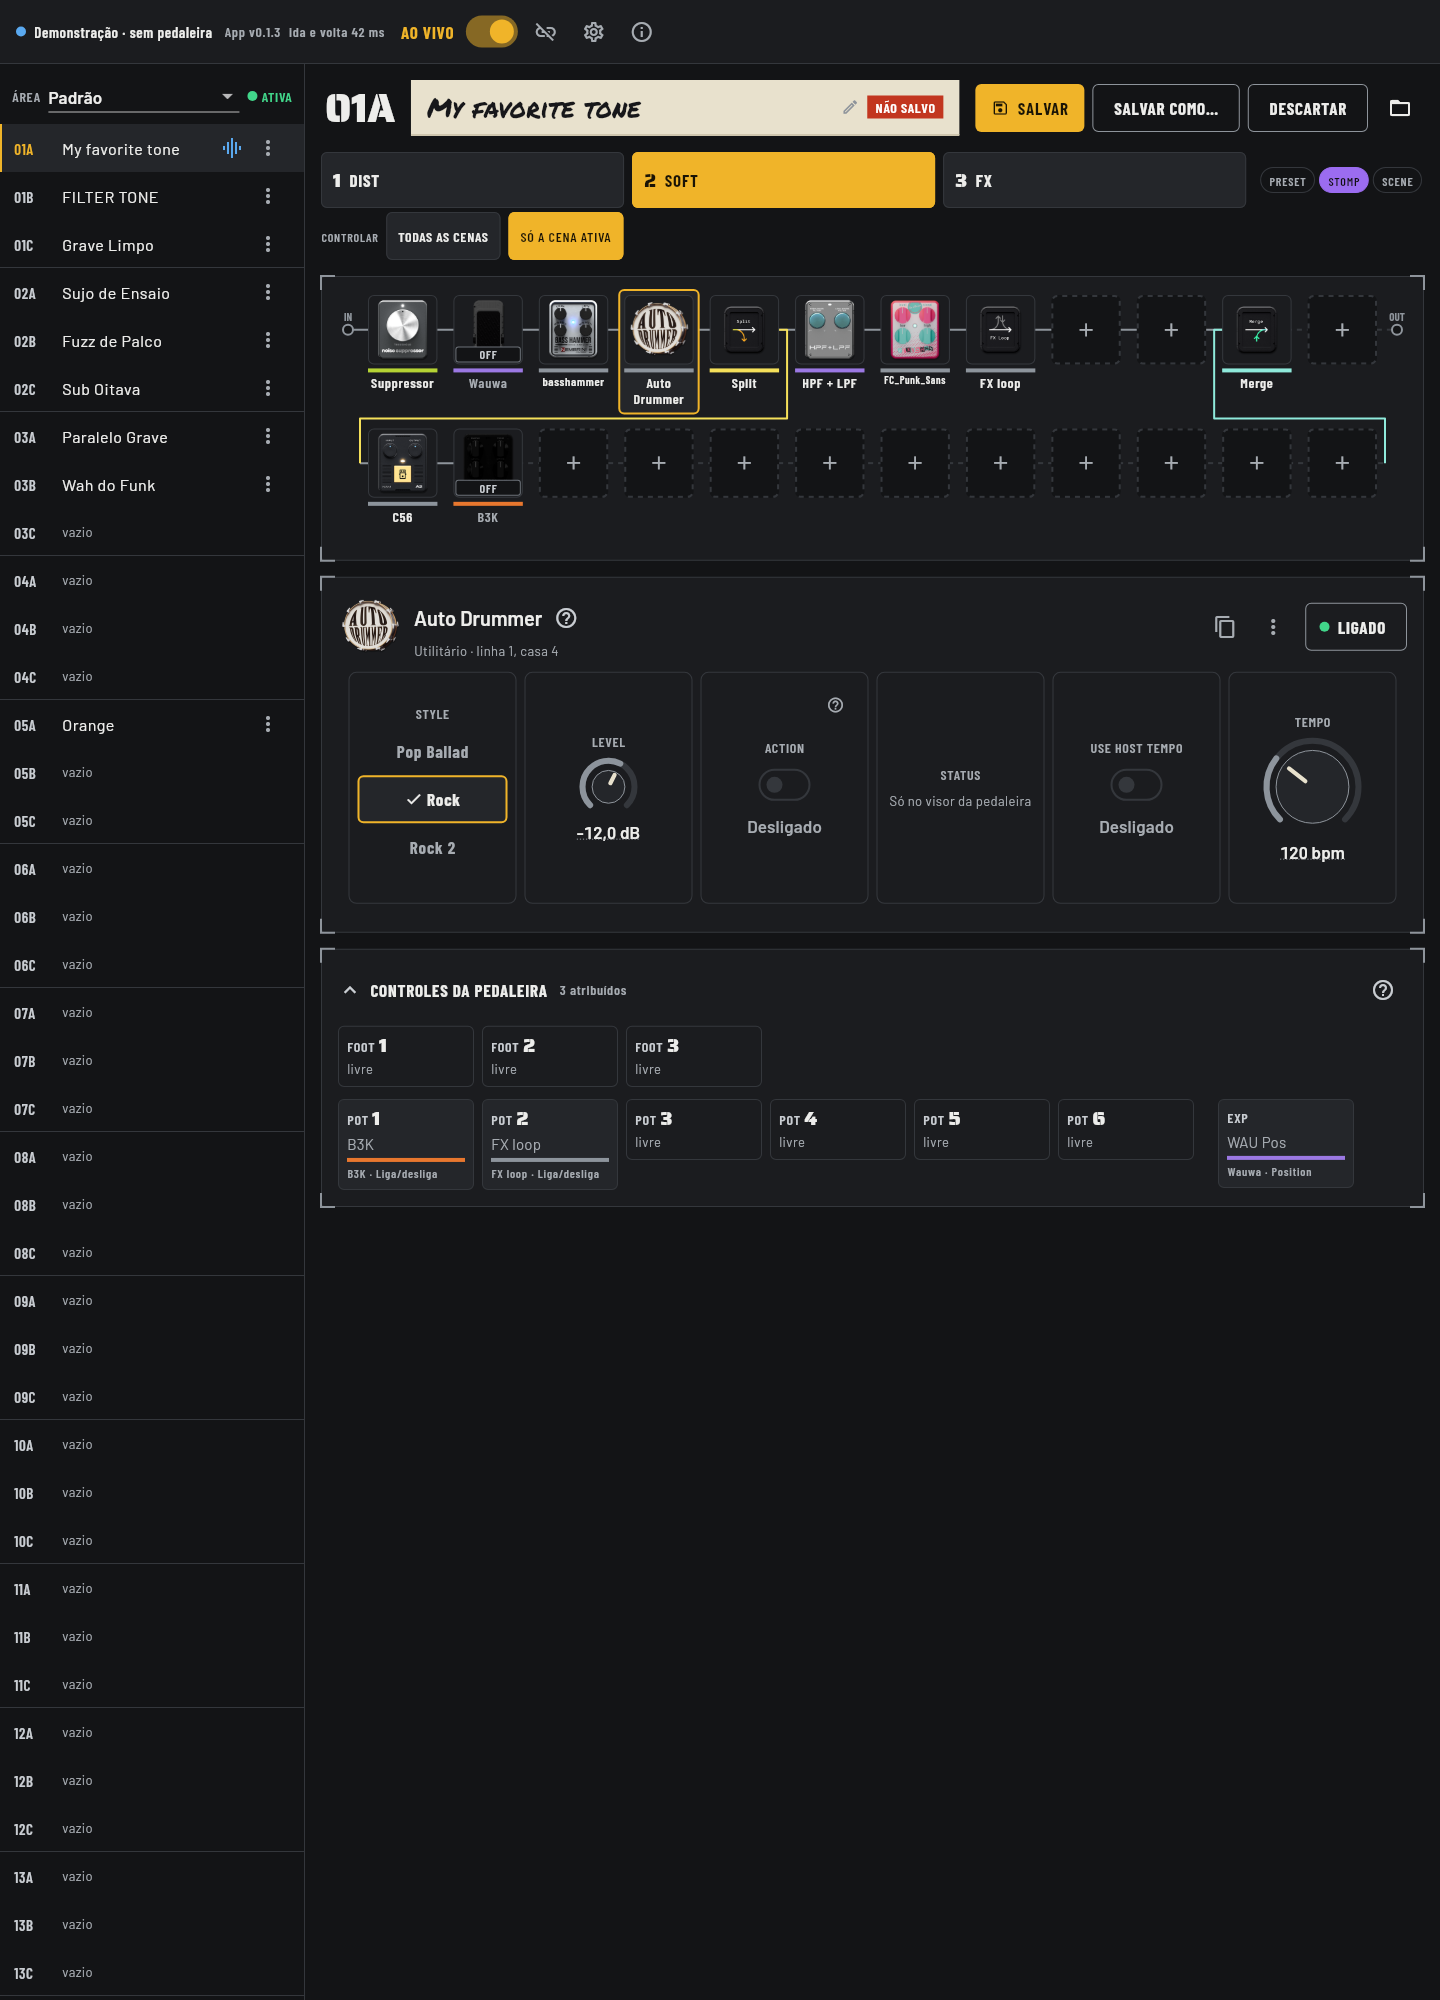 Demonstração · sem pedaleira App v0.1.3 Ida e volta 42 ms AO VIVO
ÁREA Padrão ATIVA
01A My favorite tone
01B FILTER TONE
01C Grave Limpo
02A Sujo de Ensaio
02B Fuzz de Palco
02C Sub Oitava
03A Paralelo Grave
03B Wah do Funk
03C vazio
04A vazio
04B vazio
04C vazio
05A Orange
05B vazio
05C vazio
06A vazio
06B vazio
06C vazio
07A vazio
07B vazio
07C vazio
08A vazio
08B vazio
08C vazio
09A vazio
09B vazio
09C vazio
10A vazio
10B vazio
10C vazio
11A vazio
11B vazio
11C vazio
12A vazio
12B vazio
12C vazio
13A vazio
13B vazio
13C vazio
01A My favorite tone NÃO SALVO SALVAR SALVAR COMO... DESCARTAR
1 DIST 2 SOFT 3 FX PRESET STOMP SCENE
CONTROLAR TODAS AS CENAS SÓ A CENA ATIVA
IN OUT
OFF
Suppressor Wauwa basshammer Auto Drummer Split HPF + LPF FC_Punk_Sans FX loop Merge
OFF
C56 B3K
AUTO DRUMMER
Auto Drummer
Utilitário · linha 1, casa 4
LIGADO
STYLE
Pop Ballad
Rock
Rock 2
LEVEL
-12,0 dB
ACTION
Desligado
STATUS
Só no visor da pedaleira
USE HOST TEMPO
Desligado
TEMPO
120 bpm
CONTROLES DA PEDALEIRA 3 atribuídos
FOOT 1
livre
FOOT 2
livre
FOOT 3
livre
POT 1
B3K
B3K · Liga/desliga
POT 2
FX loop
FX loop · Liga/desliga
POT 3
livre
POT 4
livre
POT 5
livre
POT 6
livre
EXP
WAU Pos
Wauwa · Position